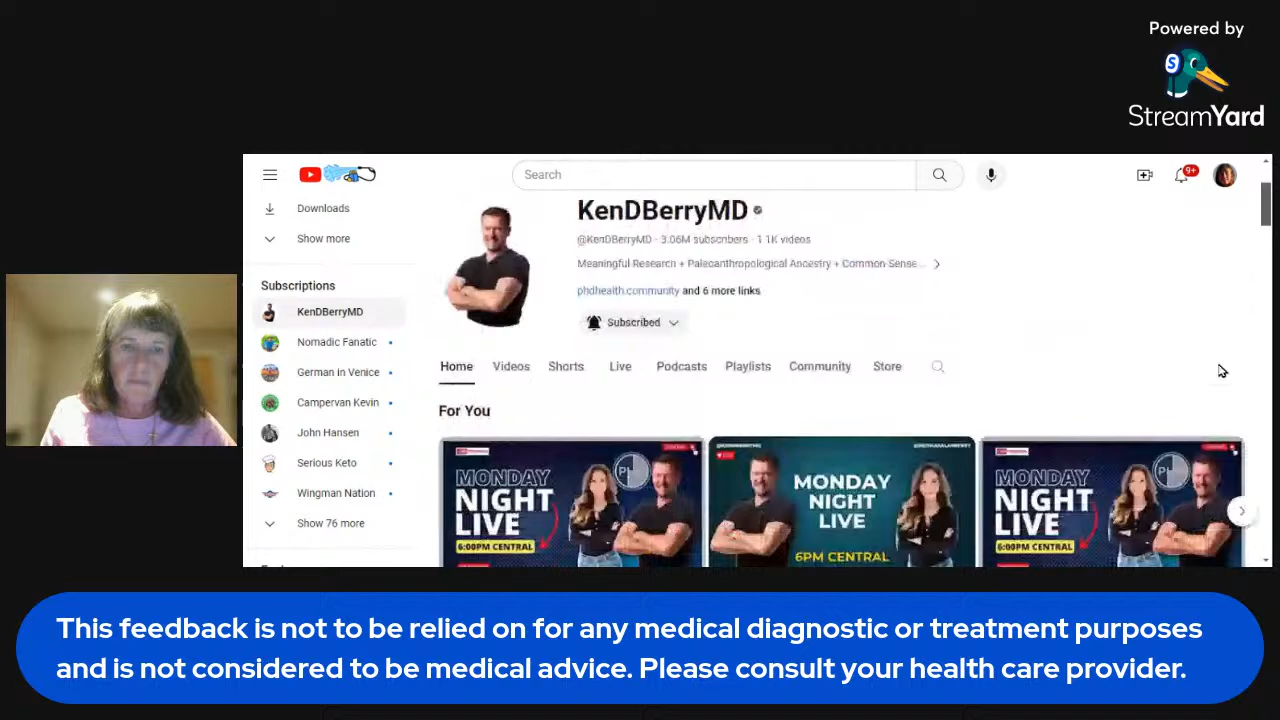 Powered by
StreamYard
Search
9+
Downloads
Show more
Subscriptions
KenDBerryMD
Nomadic Fanatic
German in Venice
Campervan Kevin
John Hansen
Serious Keto
Wingman Nation
Show 76 more
KenDBerryMD
@KenDBerryMD · 3.06M subscribers · 1.1K videos
Meaningful Research + Paleoanthropological Ancestry + Common Sense ...
phdhealth.community and 6 more links
Subscribed
Home Videos Shorts Live Podcasts Playlists Community Store
For You
MONDAY
NIGHT
LIVE
6:00PM CENTRAL
MONDAY
NIGHT
LIVE
6PM CENTRAL
MONDAY
NIGHT
LIVE
6:00PM CENTRAL
This feedback is not to be relied on for any medical diagnostic or treatment purposes
and is not considered to be medical advice. Please consult your health care provider.